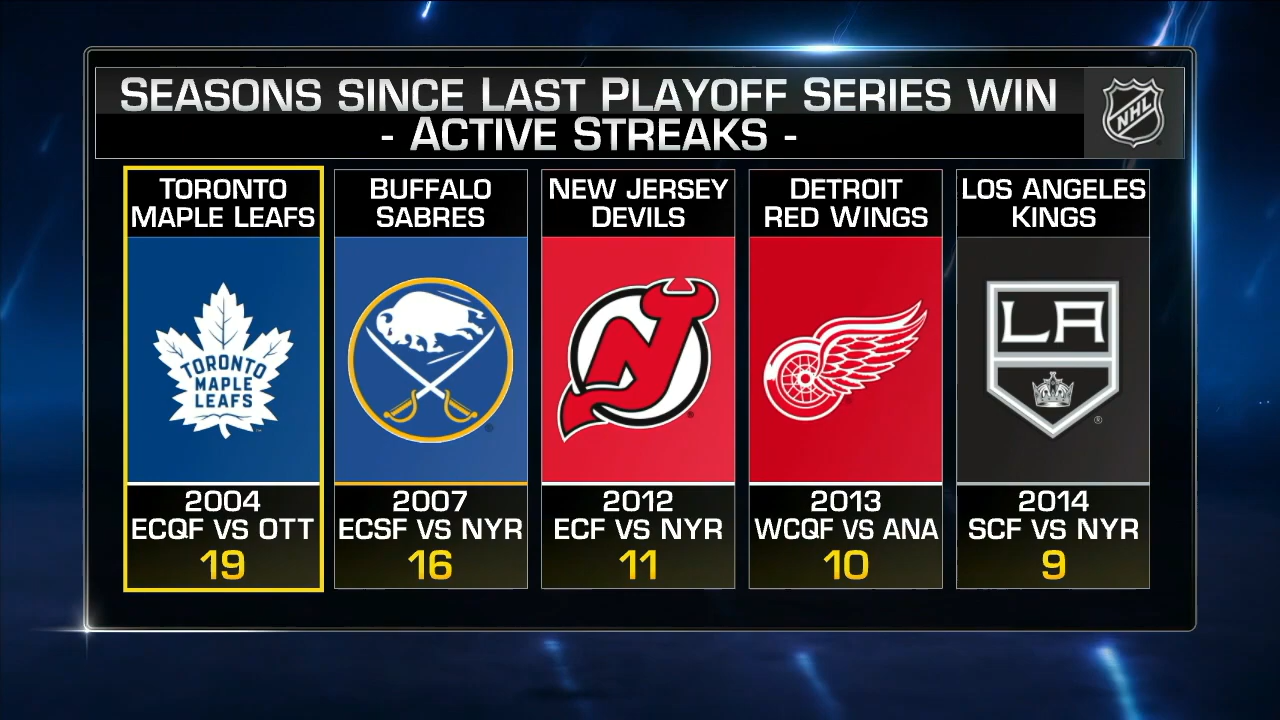 SEASONS SINCE LAST PLAYOFF SERIES WIN
- ACTIVE STREAKS -
NHL
TORONTO
MAPLE LEAFS
TORONTO
MAPLE
LEAFS
2004
ECQF VS OTT
19
BUFFALO
SABRES
2007
ECSF VS NYR
16
NEW JERSEY
DEVILS
NJ
2012
ECF VS NYR
11
DETROIT
RED WINGS
2013
WCQF VS ANA
10
LOS ANGELES
KINGS
LA
®
2014
SCF VS NYR
9